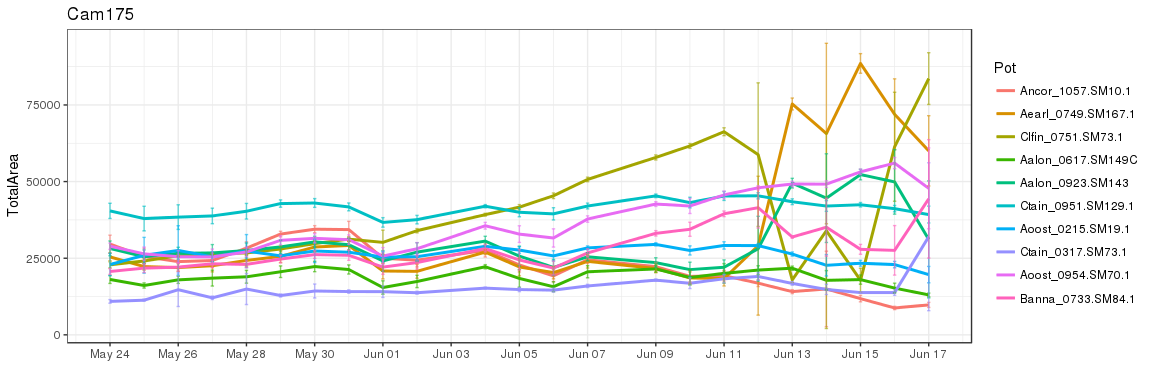 Cam175
TotalArea
75000
50000
25000
0
May 24
May 26
May 28
May 30
Jun 01
Jun 03
Jun 05
Jun 07
Jun 09
Jun 11
Jun 13
Jun 15
Jun 17
Pot
Ancor_1057.SM10.1
Aearl_0749.SM167.1
Clfin_0751.SM73.1
Aalon_0617.SM149C
Aalon_0923.SM143
Ctain_0951.SM129.1
Aoost_0215.SM19.1
Ctain_0317.SM73.1
Aoost_0954.SM70.1
Banna_0733.SM84.1